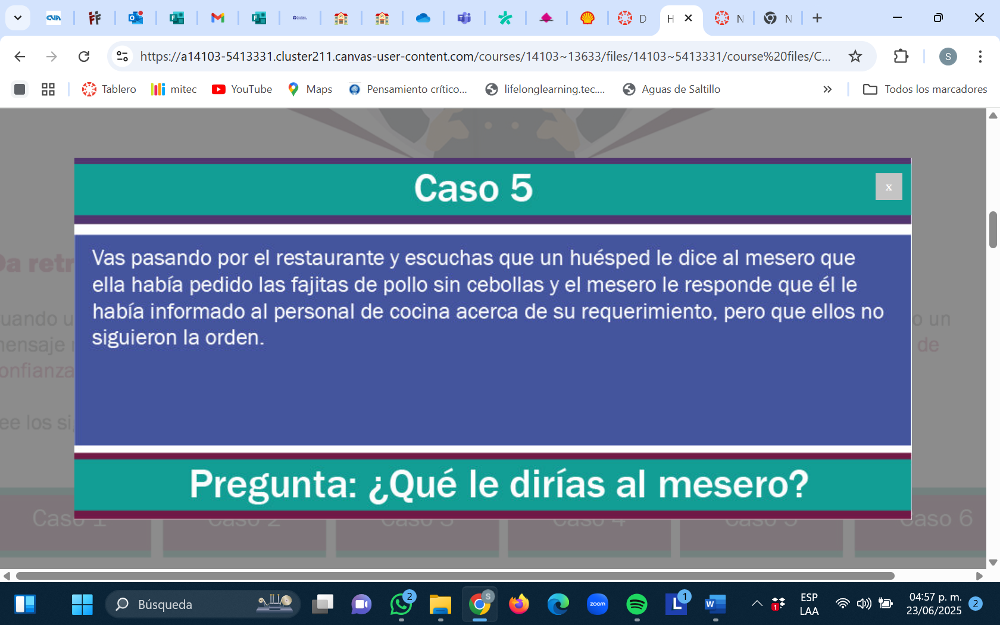 D
H
N
N
https://a14103-5413331.cluster211.canvas-user-content.com/courses/14103~13633/files/14103~5413331/course%20files/C...
S
Tablero
mitec
YouTube
Maps
Pensamiento crítico...
lifelonglearning.tec....
Aguas de Saltillo
»
Todos los marcadores
Caso 5
x
Vas pasando por el restaurante y escuchas que un huésped le dice al mesero que
ella había pedido las fajitas de pollo sin cebollas y el mesero le responde que él le
había informado al personal de cocina acerca de su requerimiento, pero que ellos no
siguieron la orden.
Da retr
uando u
o un
mensaje
de
onfianza
ee los si
Pregunta: ¿Qué le dirías al mesero?
Caso 1
Caso 2
Caso 3
Caso 4
Caso 5
Caso 6
Búsqueda
2
S
zoom
L
1
W
1
ESP
LAA
04:57 p. m.
23/06/2025
2